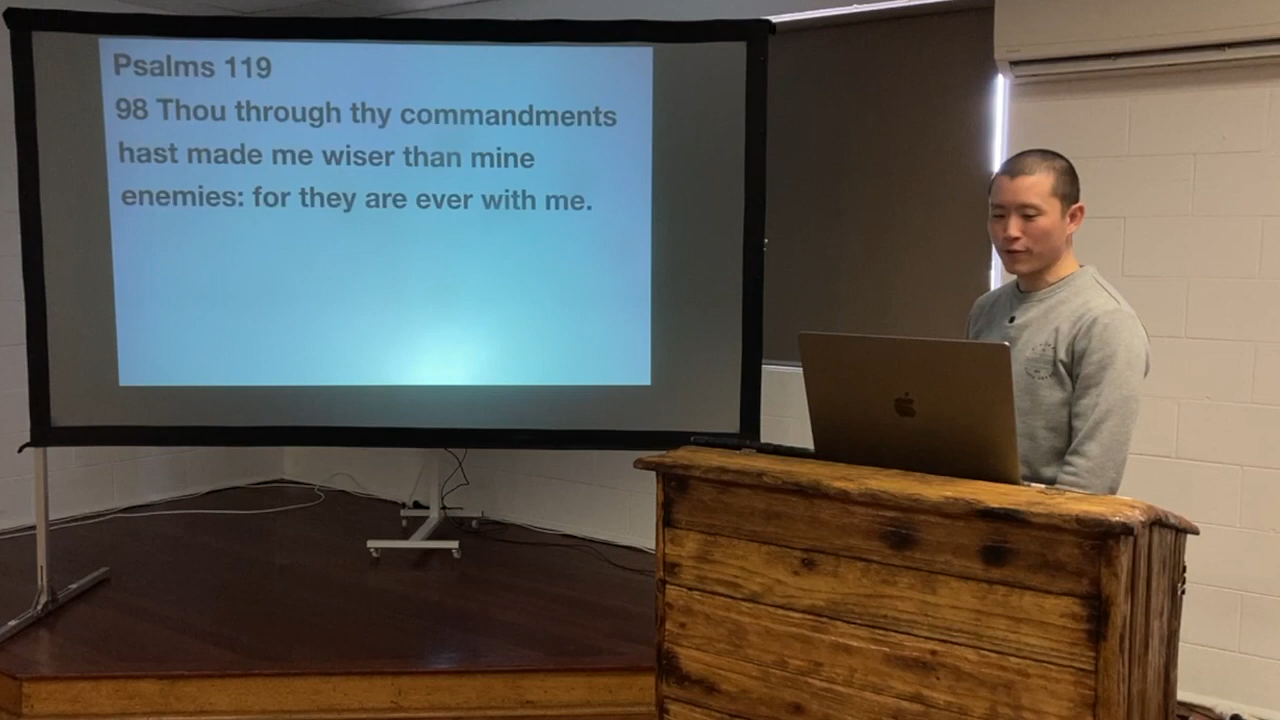 Psalms 119
98 Thou through thy commandments
hast made me wiser than mine
enemies: for they are ever with me.